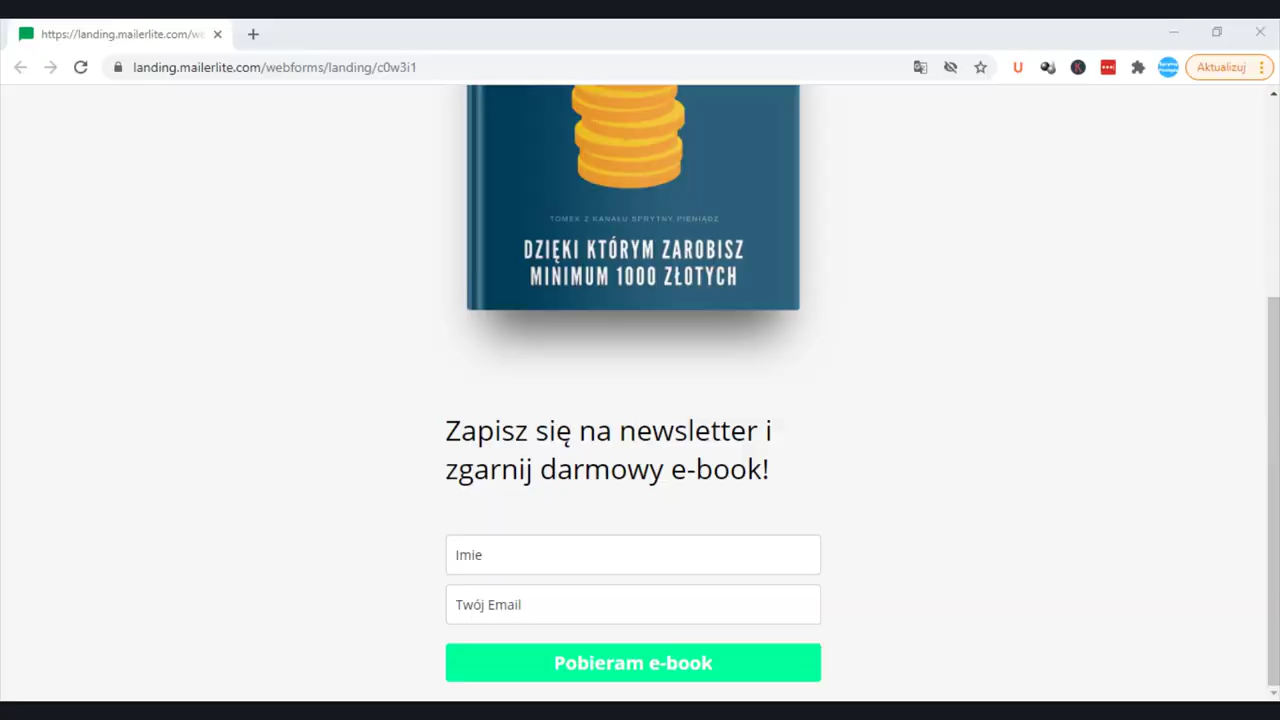 https://landing.mailerlite.com/we
landing.mailerlite.com/webforms/landing/c0w3i1
Aktualizuj
TOMEK Z KANAŁU SPRYTNY PIENIĄDZ
DZIĘKI KTÓRYM ZAROBISZ
MINIMUM 1000 ZŁOTYCH
Zapisz się na newsletter i
zgarnij darmowy e-book!
Imie
Twój Email
Pobieram e-book